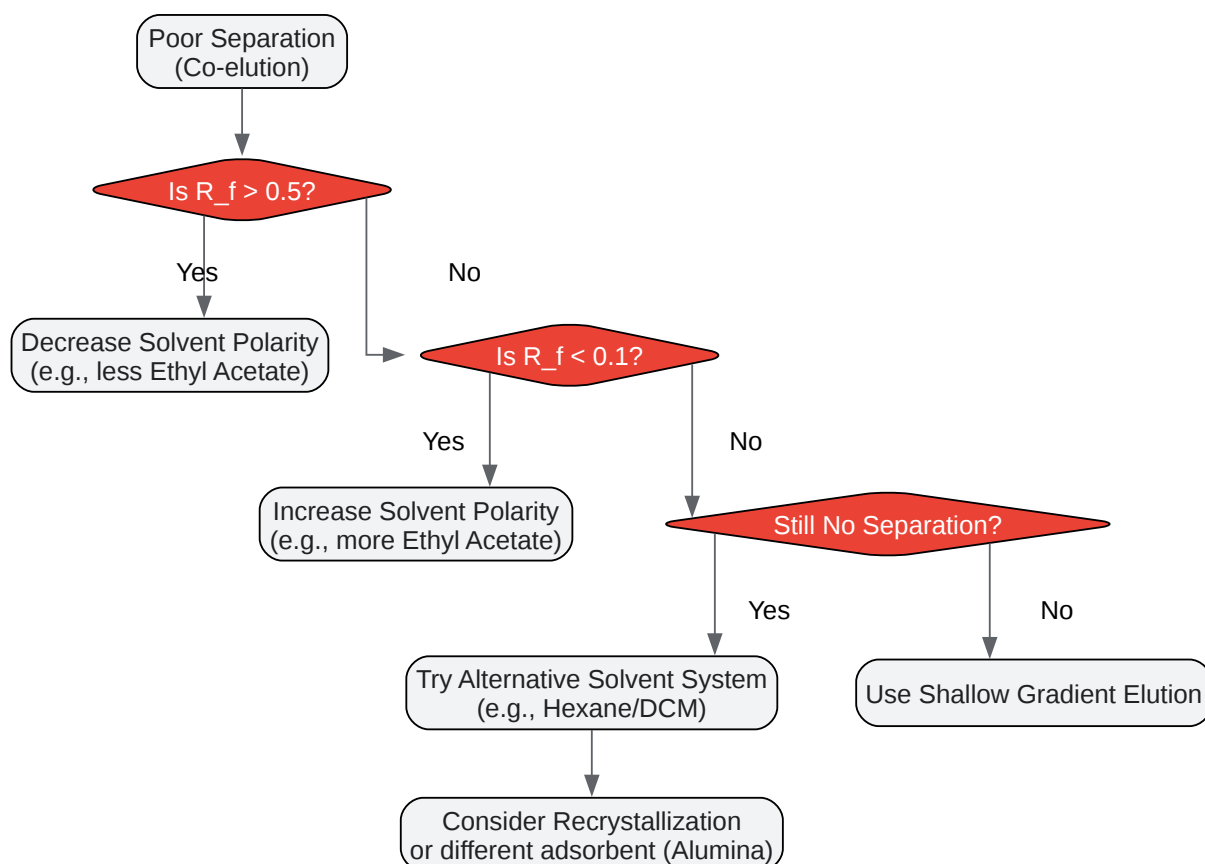 Poor Separation
(Co-elution)
Is R_f > 0.5?
Yes
No
Decrease Solvent Polarity
(e.g., less Ethyl Acetate)
Is R_f < 0.1?
Yes
No
Increase Solvent Polarity
(e.g., more Ethyl Acetate)
Still No Separation?
Yes
No
Try Alternative Solvent System
(e.g., Hexane/DCM)
Use Shallow Gradient Elution
Consider Recrystallization
or different adsorbent (Alumina)